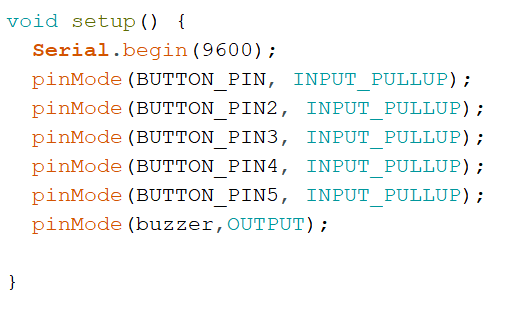 void setup() {
  Serial.begin(9600);
  pinMode(BUTTON_PIN, INPUT_PULLUP);
  pinMode(BUTTON_PIN2, INPUT_PULLUP);
  pinMode(BUTTON_PIN3, INPUT_PULLUP);
  pinMode(BUTTON_PIN4, INPUT_PULLUP);
  pinMode(BUTTON_PIN5, INPUT_PULLUP);
  pinMode(buzzer,OUTPUT);

}